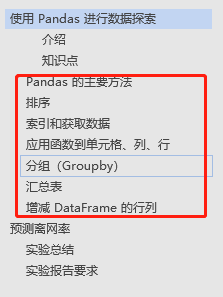 使用 Pandas 进行数据探索
介绍
知识点
Pandas 的主要方法
排序
索引和获取数据
应用函数到单元格、列、行
分组（Groupby）
汇总表
增减 DataFrame 的行列
预测离网率
实验总结
实验报告要求